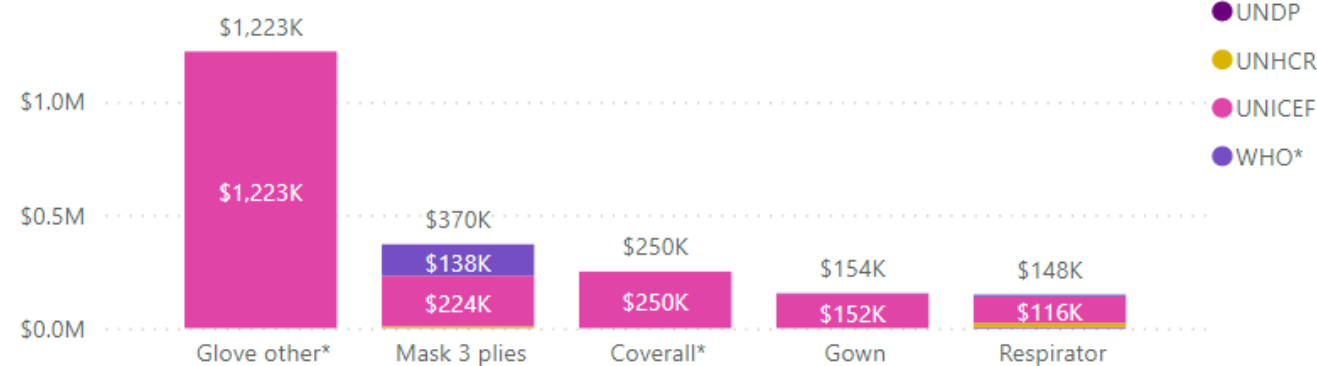 $1,223K
$1.0M
$1,223K
$0.5M
$370K
$138K
$224K
$250K
$250K
$154K
$152K
$148K
$116K
$0.0M
Glove other*
Mask 3 plies
Coverall*
Gown
Respirator
UNDP
UNHCR
UNICEF
WHO*